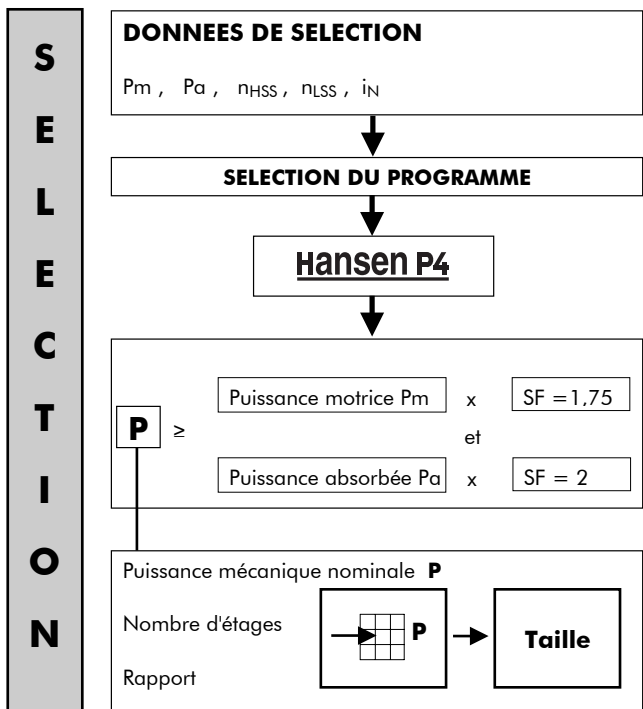 SELECTION
DONNEES DE SELECTION
Pm , Pa , nHSS , nLSS , iN
SELECTION DU PROGRAMME
Hansen P4
Puissance motrice Pm x SF =1,75
P ≥
et
Puissance absorbée Pa x SF = 2
Puissance mécanique nominale P
Nombre d'étages
P
Taille
Rapport